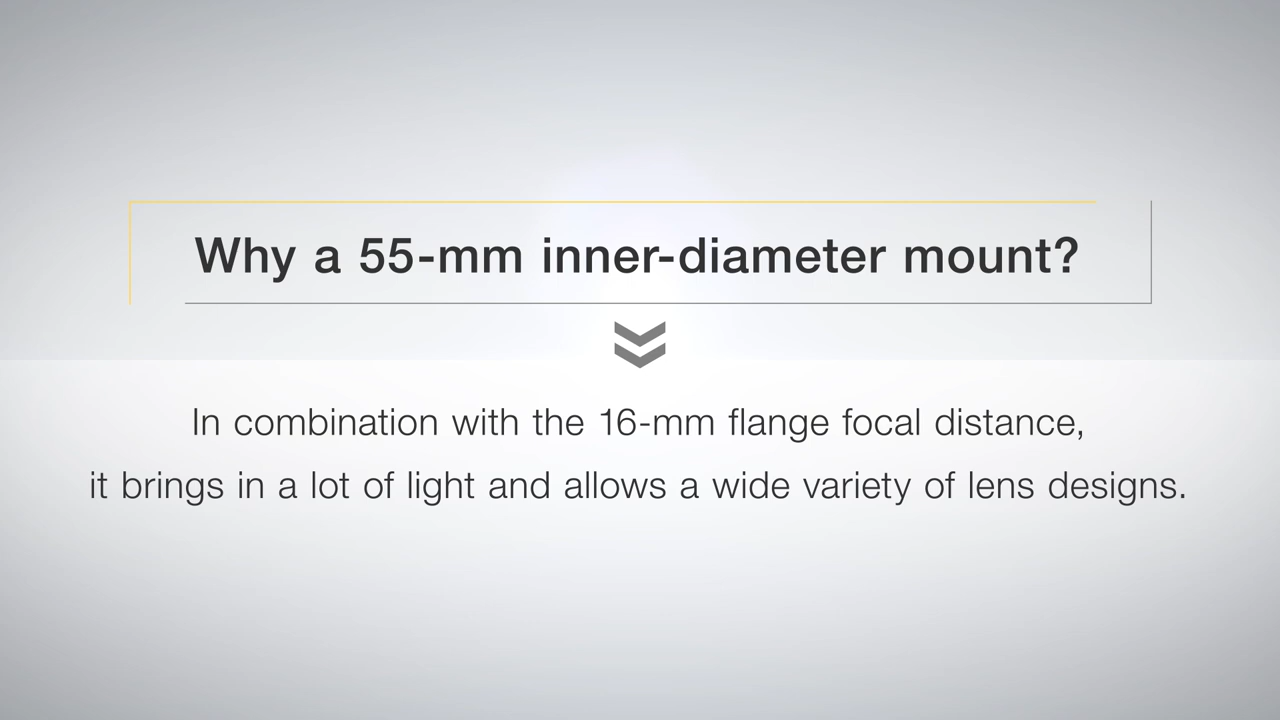 Why a 55-mm inner-diameter mount?
In combination with the 16-mm flange focal distance,
it brings in a lot of light and allows a wide variety of lens designs.